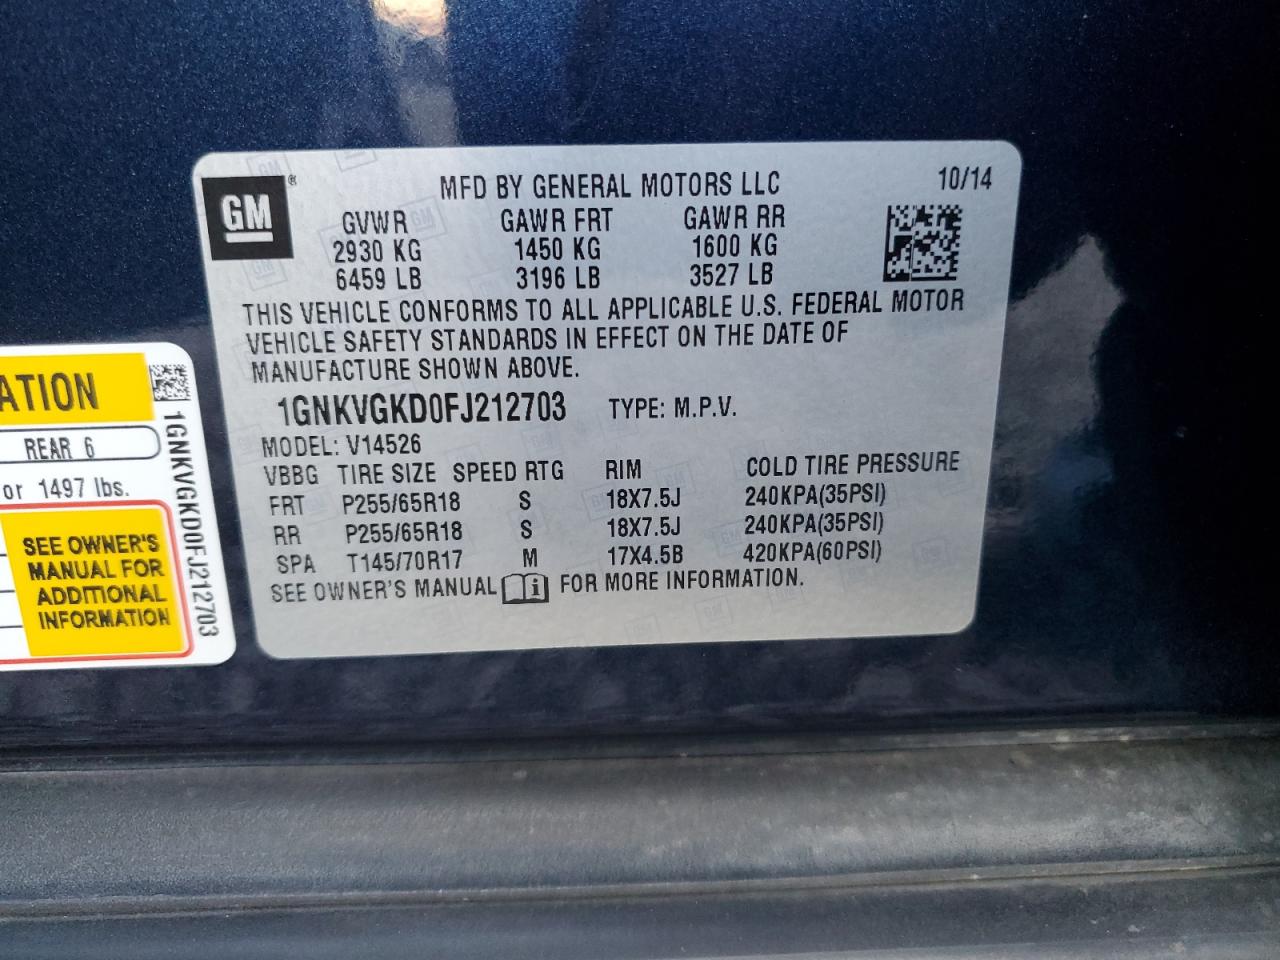 GM ®
MFD BY GENERAL MOTORS LLC 10/14
GVWR GAWR FRT GAWR RR
2930 KG 1450 KG 1600 KG
6459 LB 3196 LB 3527 LB
THIS VEHICLE CONFORMS TO ALL APPLICABLE U.S. FEDERAL MOTOR
VEHICLE SAFETY STANDARDS IN EFFECT ON THE DATE OF
MANUFACTURE SHOWN ABOVE.
1GNKVGKD0FJ212703 TYPE: M.P.V.
MODEL: V14526
VBBG TIRE SIZE SPEED RTG RIM COLD TIRE PRESSURE
FRT P255/65R18 S 18X7.5J 240KPA(35PSI)
RR P255/65R18 S 18X7.5J 240KPA(35PSI)
SPA T145/70R17 M 17X4.5B 420KPA(60PSI)
SEE OWNER'S MANUAL i FOR MORE INFORMATION.
ATION
REAR 6
or 1497 lbs.
SEE OWNER'S
MANUAL FOR
ADDITIONAL
INFORMATION
1GNKVGKD0FJ212703